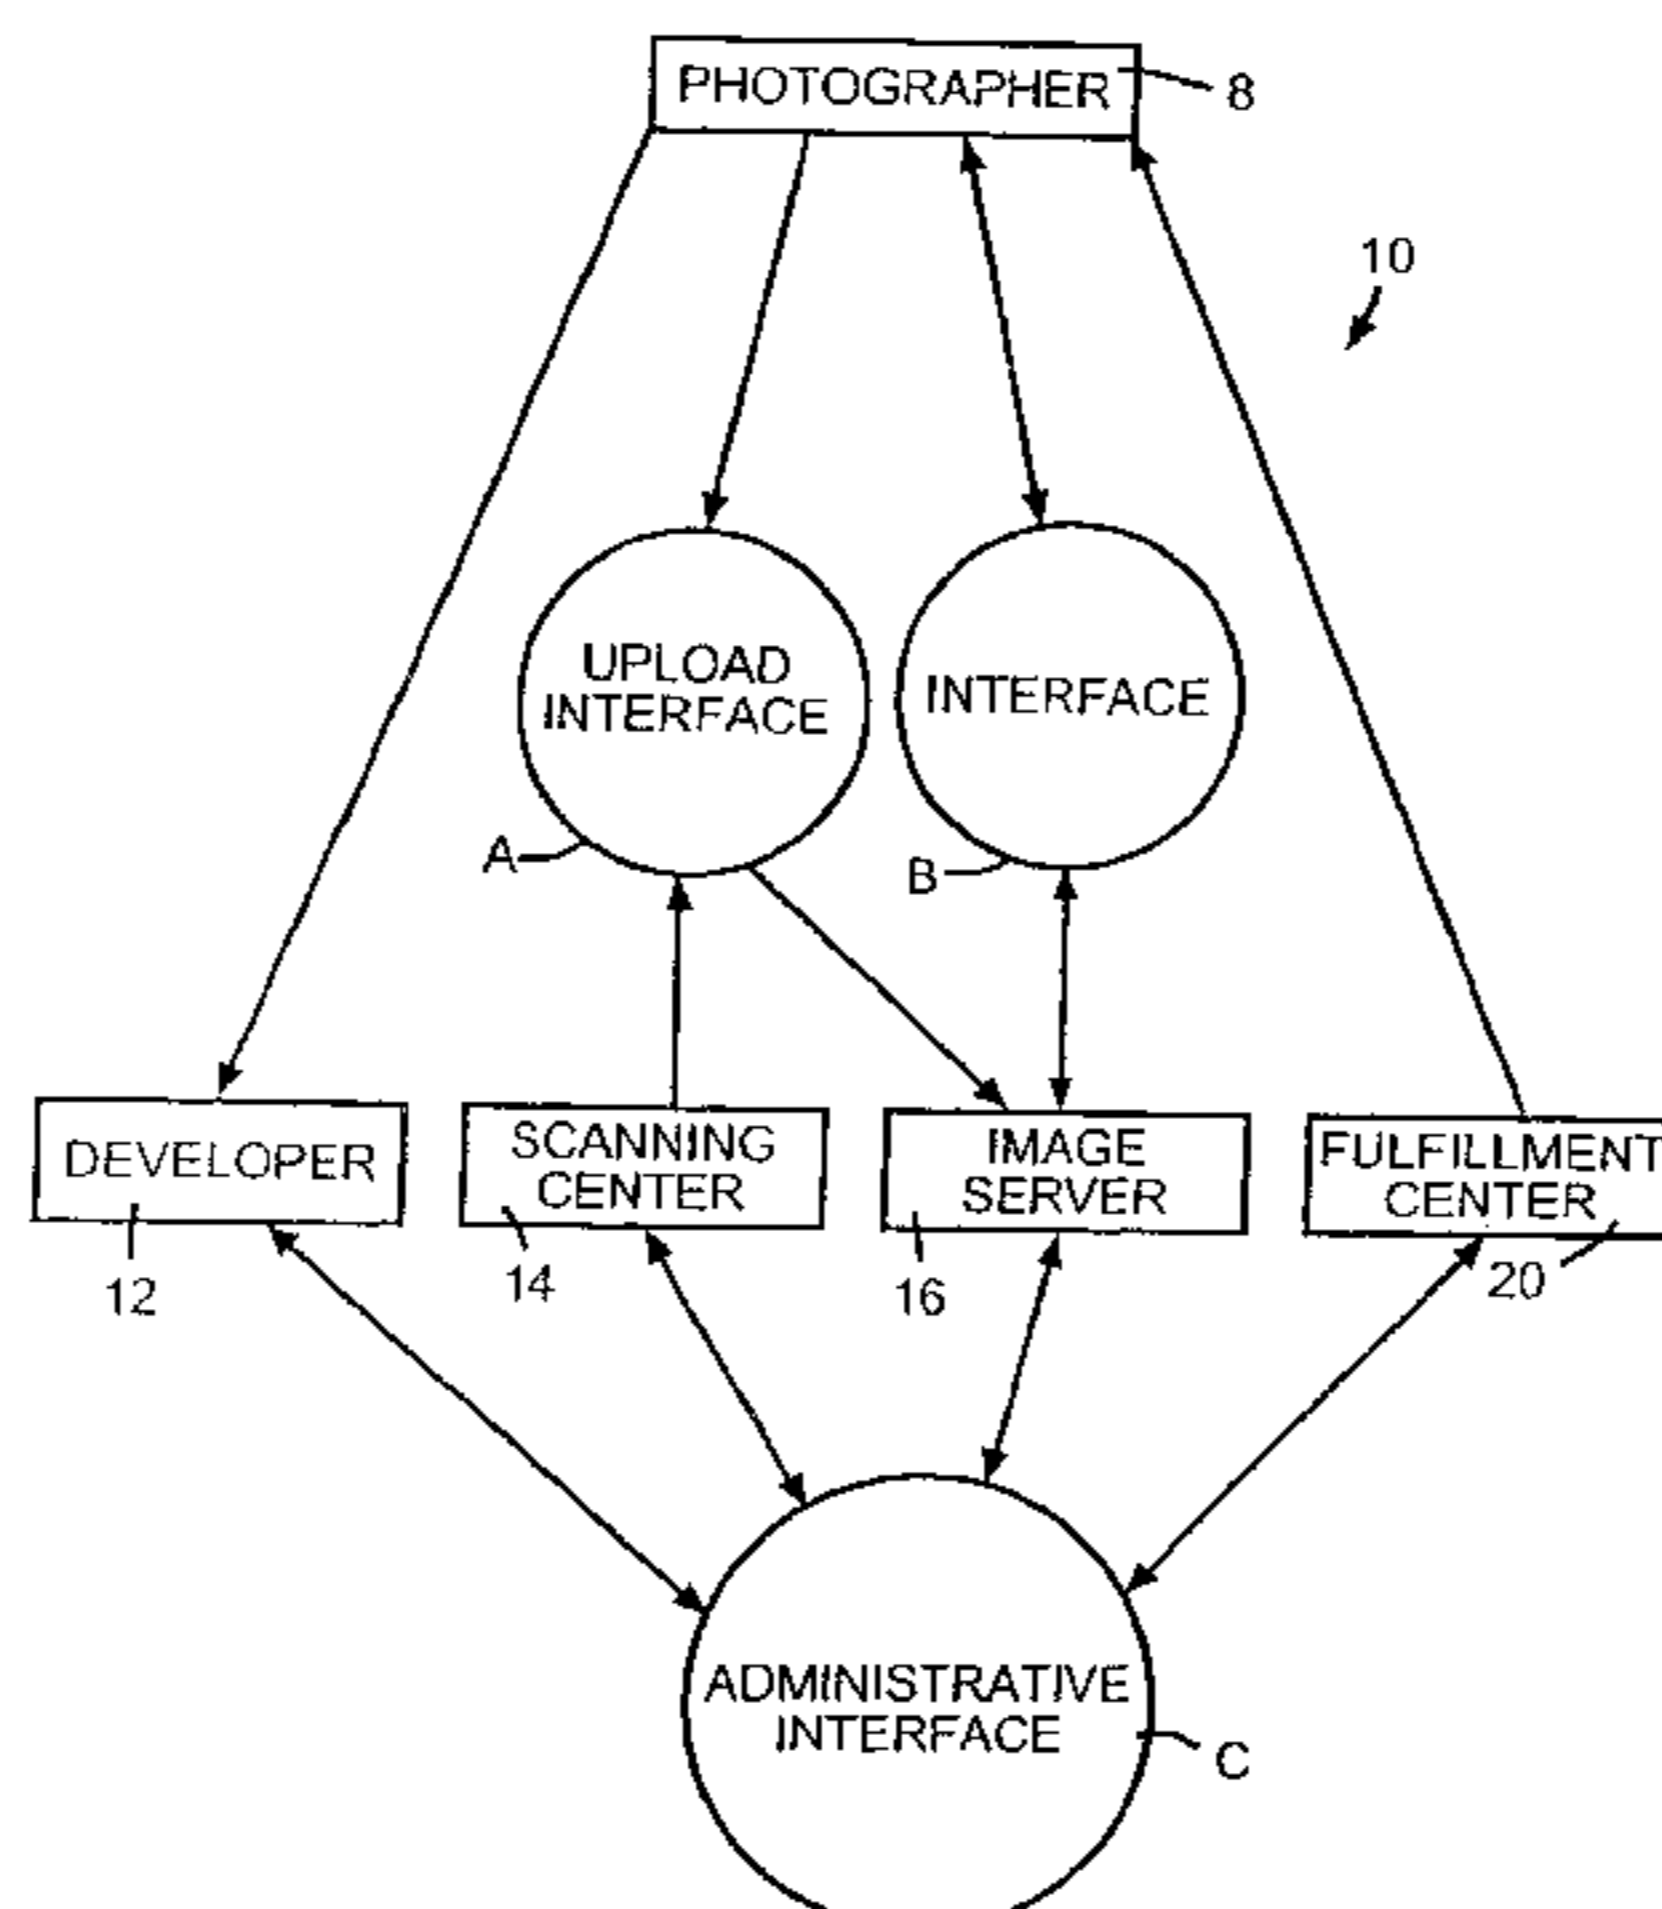 PHOTOGRAPHER
8
10
UPLOAD
INTERFACE
INTERFACE
A
B
DEVELOPER
SCANNING
CENTER
IMAGE
SERVER
FULFILLMENT
CENTER
12
14
16
20
ADMINISTRATIVE
INTERFACE
C